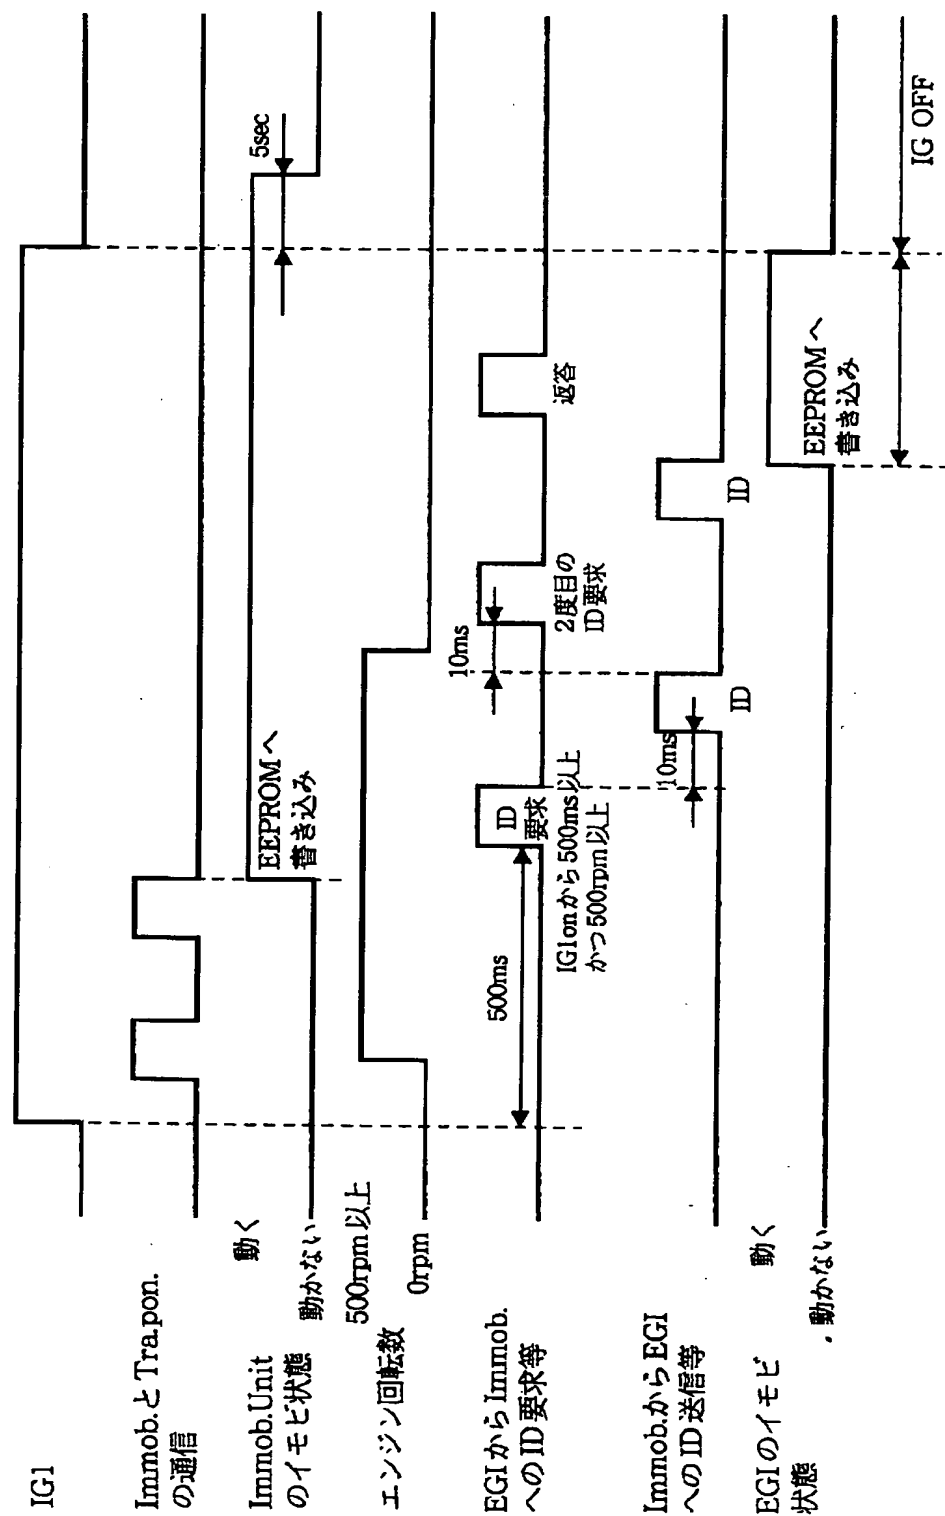 IG1
Immob.とTra.pon.
の通信
Immob.Unit
のイモビ状態
動く
動かない
エンジン回転数
500rpm以上
0rpm
EGIからImmob.
へのID要求等
Immob.からEGI
へのID送信等
EGIのイモビ
状態
動く
動かない
EEPROMへ
書き込み
5sec
500ms
ID
要求
IG1onから500ms以上
かつ500rpm以上
10ms
2度目の
ID要求
返答
10ms
ID
ID
EEPROMへ
書き込み
IG OFF